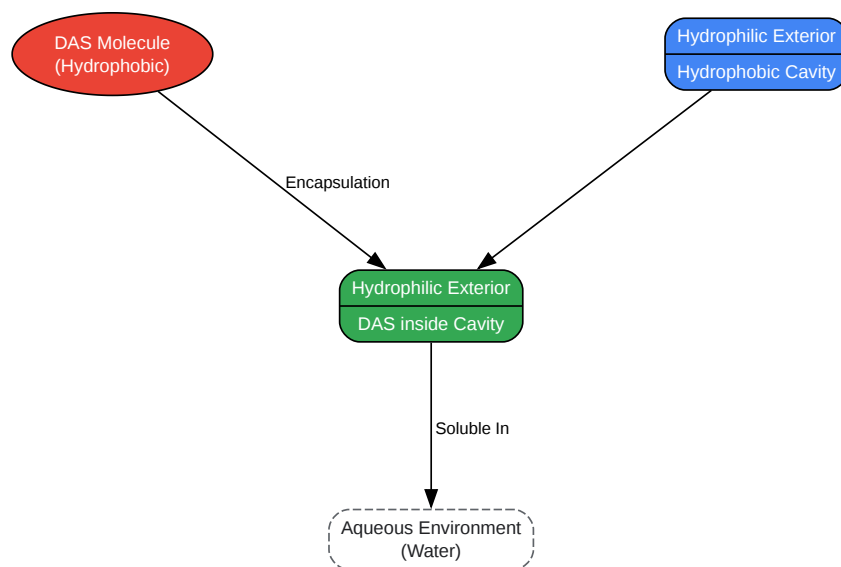 DAS Molecule
(Hydrophobic)
Hydrophilic Exterior
Hydrophobic Cavity
Encapsulation
Hydrophilic Exterior
DAS inside Cavity
Soluble In
Aqueous Environment
(Water)